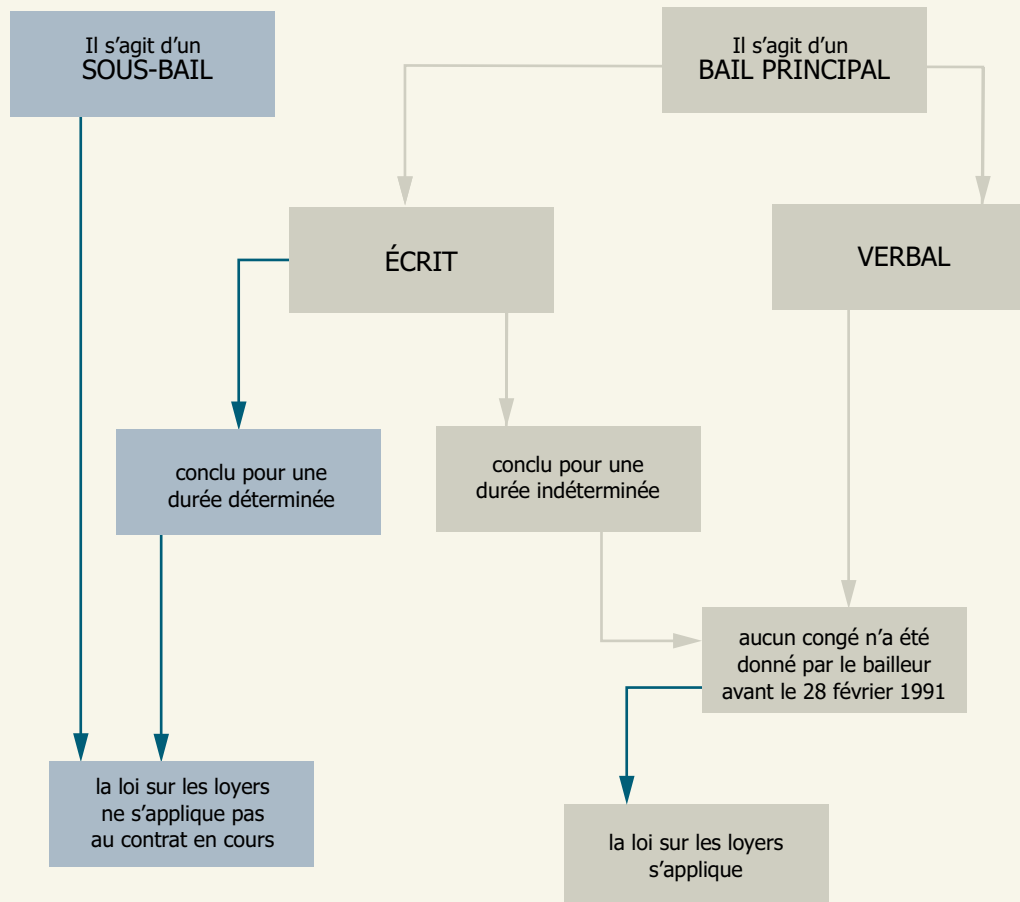 Il s’agit d’un
SOUS-BAIL
Il s’agit d’un
BAIL PRINCIPAL
ÉCRIT
VERBAL
conclu pour une
durée déterminée
conclu pour une
durée indéterminée
aucun congé n’a été
donné par le bailleur
avant le 28 février 1991
la loi sur les loyers
ne s’applique pas
au contrat en cours
la loi sur les loyers
s’applique